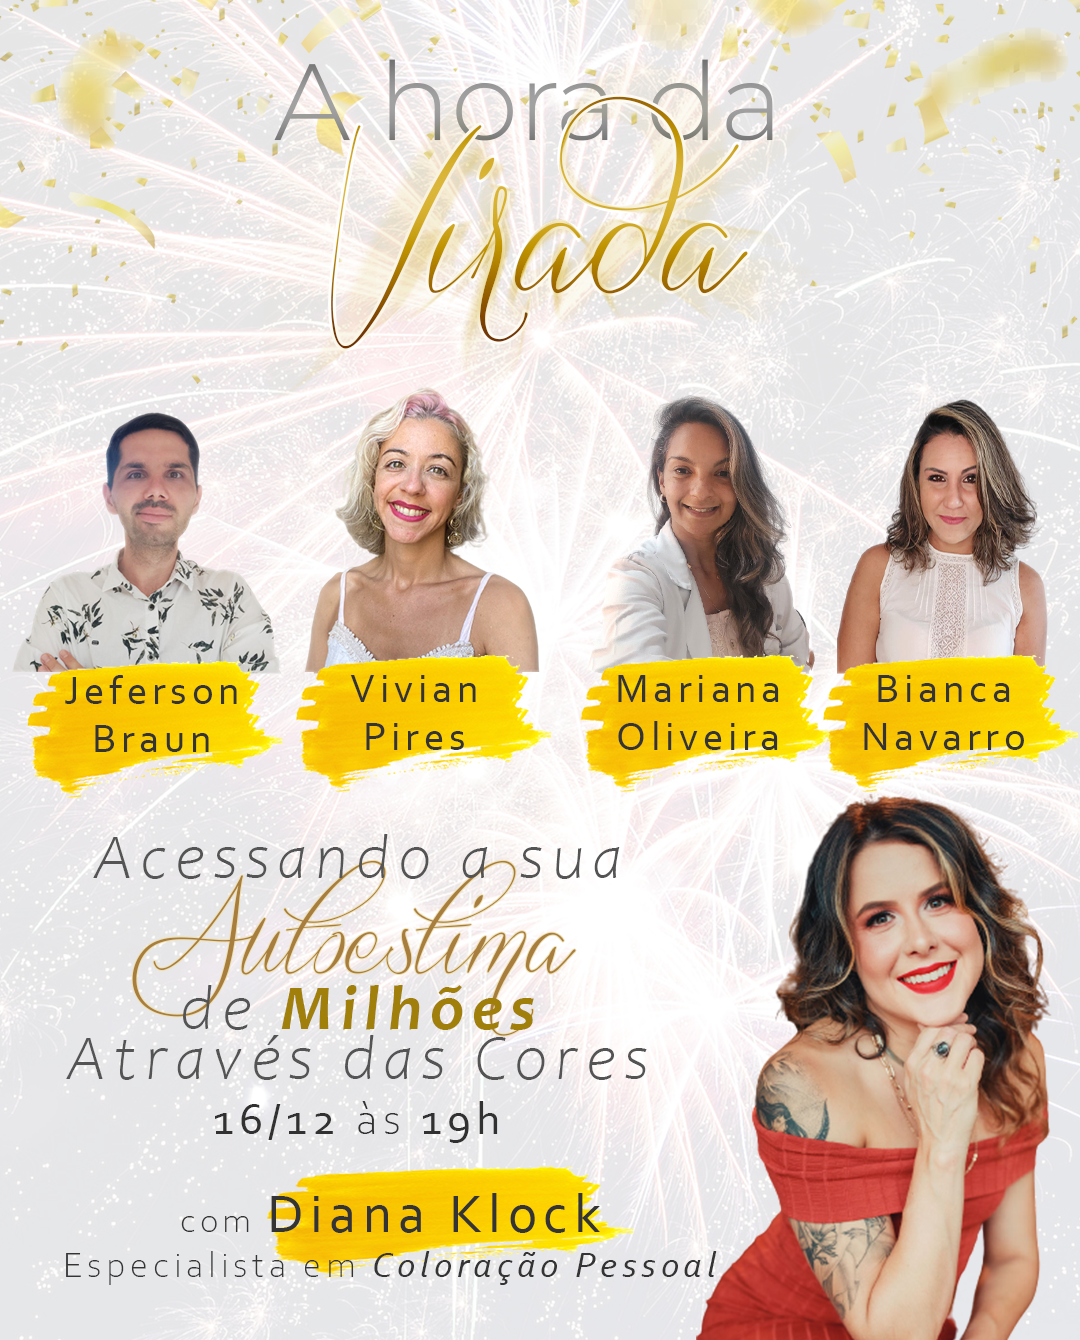 A hora da
Virada
Jeferson
Braun
Vivian
Pires
Mariana
Oliveira
Bianca
Navarro
Acessando a sua
Autoestima
de Milhões
Através das Cores
16/12 às 19h
com Diana Klock
Especialista em Coloração Pessoal